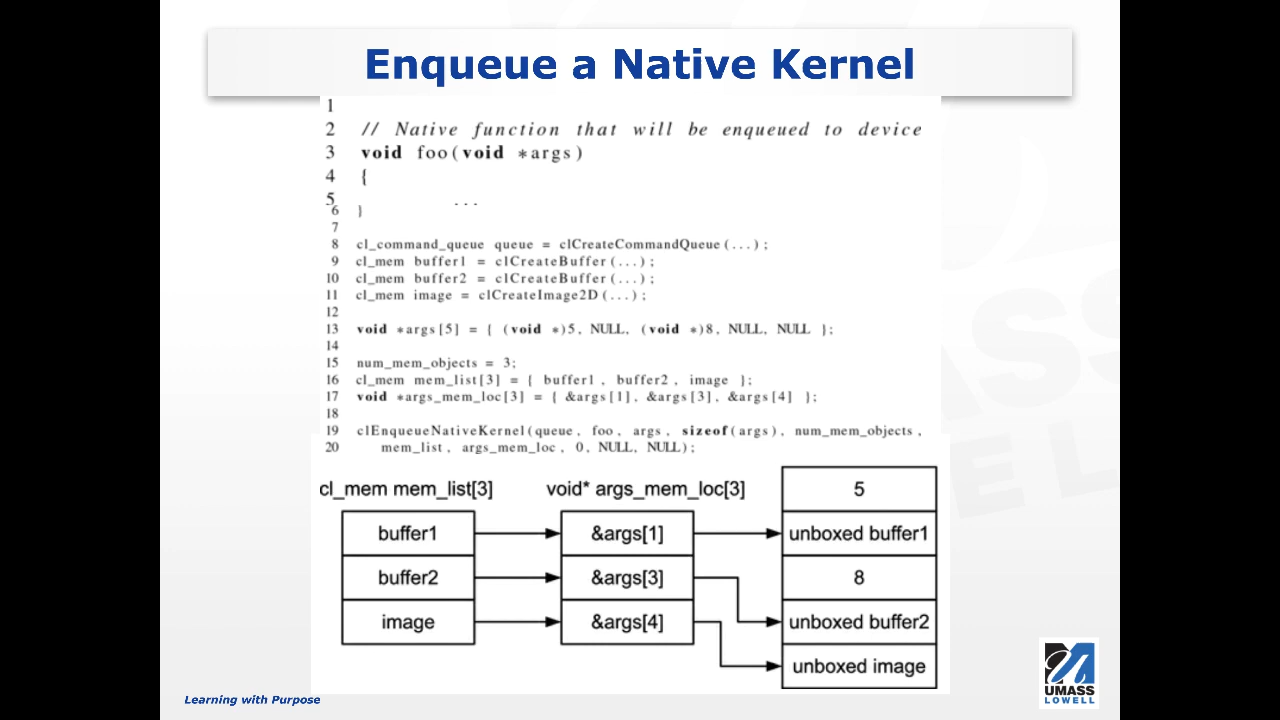 Enqueue a Native Kernel
1
2 // Native function that will be enqueued to device
3 void foo(void *args)
4 {
5 ...
6 }
7
8 cl_command_queue queue = clCreateCommandQueue(...);
9 cl_mem buffer1 = clCreateBuffer(...);
10 cl_mem buffer2 = clCreateBuffer(...);
11 cl_mem image = clCreateImage2D(...);
12
13 void *args[5] = { (void *)5, NULL, (void *)8, NULL, NULL };
14
15 num_mem_objects = 3;
16 cl_mem mem_list[3] = { buffer1, buffer2, image };
17 void *args_mem_loc[3] = { &args[1], &args[3], &args[4] };
18
19 clEnqueueNativeKernel(queue, foo, args, sizeof(args), num_mem_objects,
20 mem_list, args_mem_loc, 0, NULL, NULL);
cl_mem mem_list[3] void* args_mem_loc[3] 5
buffer1 &args[1] unboxed buffer1
buffer2 &args[3] 8
image &args[4] unboxed buffer2
unboxed image
Learning with Purpose
UMASS
LOWELL